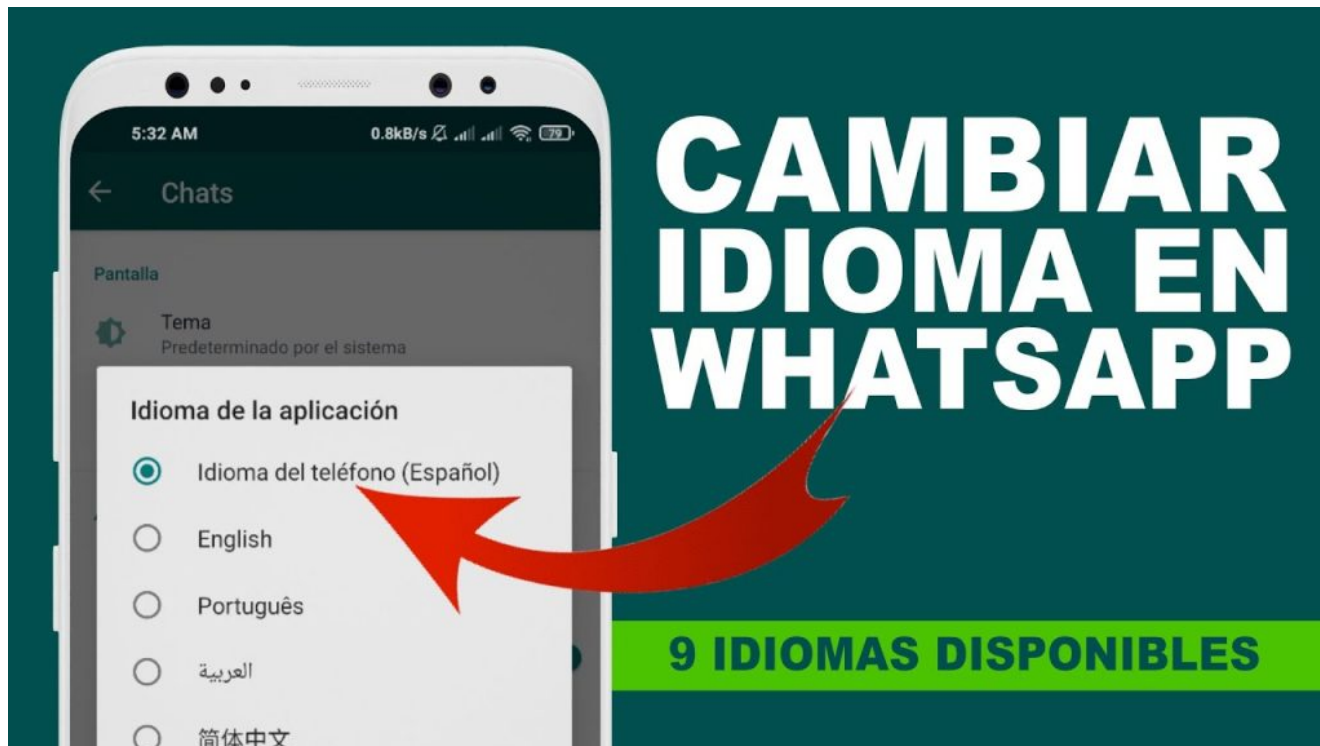 5:32 AM 0.8kB/s 79
Chats
Pantalla
Tema
Predeterminado por el sistema
Idioma de la aplicación
Idioma del teléfono (Español)
English
Português
العربية
简体中文
CAMBIAR
IDIOMA EN
WHATSAPP
9 IDIOMAS DISPONIBLES